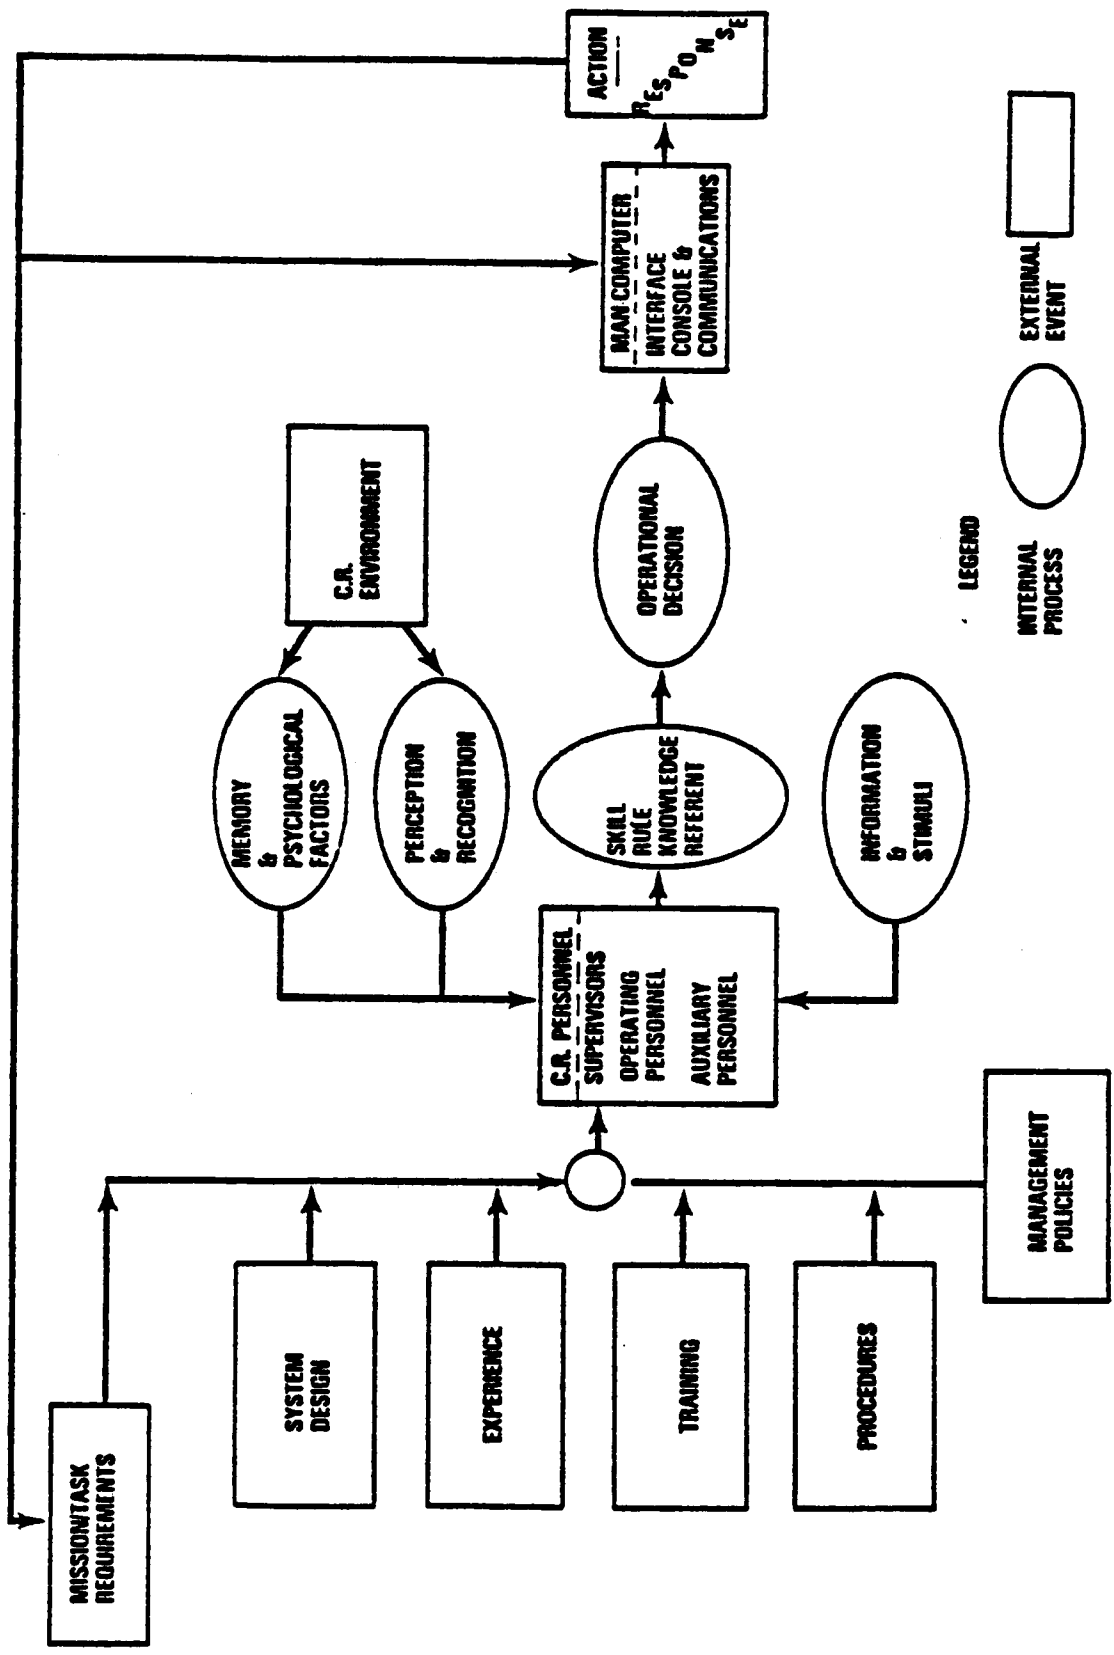 MISSION/TASK
REQUIREMENTS
SYSTEM
DESIGN
EXPERIENCE
TRAINING
PROCEDURES
MANAGEMENT
POLICIES
C.R. PERSONNEL
SUPERVISORS
OPERATING
PERSONNEL
AUXILIARY
PERSONNEL
MEMORY
&
PSYCHOLOGICAL
FACTORS
PERCEPTION
&
RECOGNITION
C.R.
ENVIRONMENT
SKILL
RULE
KNOWLEDGE
REFERENT
INFORMATION
&
STIMULI
OPERATIONAL
DECISION
MAN-COMPUTER
INTERFACE
CONSOLE &
COMMUNICATIONS
ACTION
RESPONSE
LEGEND
INTERNAL
PROCESS
EXTERNAL
EVENT